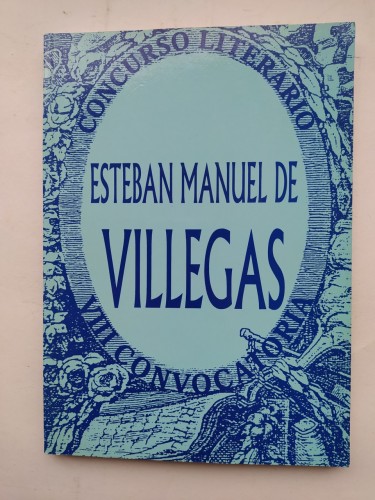 CONCURSO LITERARIO
ESTEBAN MANUEL DE
VILLEGAS
VIII CONVOCATORIA